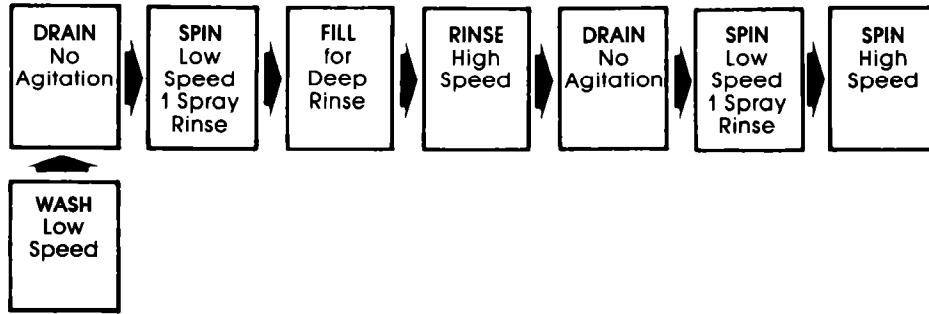 DRAIN
No
Agitation
SPIN
Low
Speed
1 Spray
Rinse
FILL
for
Deep
Rinse
RINSE
High
Speed
DRAIN
No
Agitation
SPIN
Low
Speed
1 Spray
Rinse
SPIN
High
Speed
WASH
Low
Speed